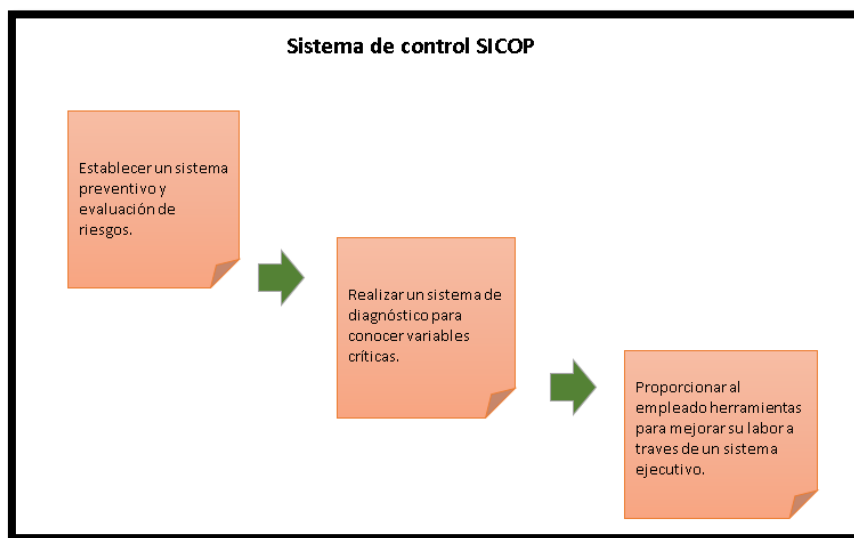 Sistema de control SICOP
Establecer un sistema
preventivo y
evaluación de
riesgos.
Realizar un sistema de
diagnóstico para
conocer variables
críticas.
Proporcionar al
empleado herramientas
para mejorar su labor a
traves de un sistema
ejecutivo.